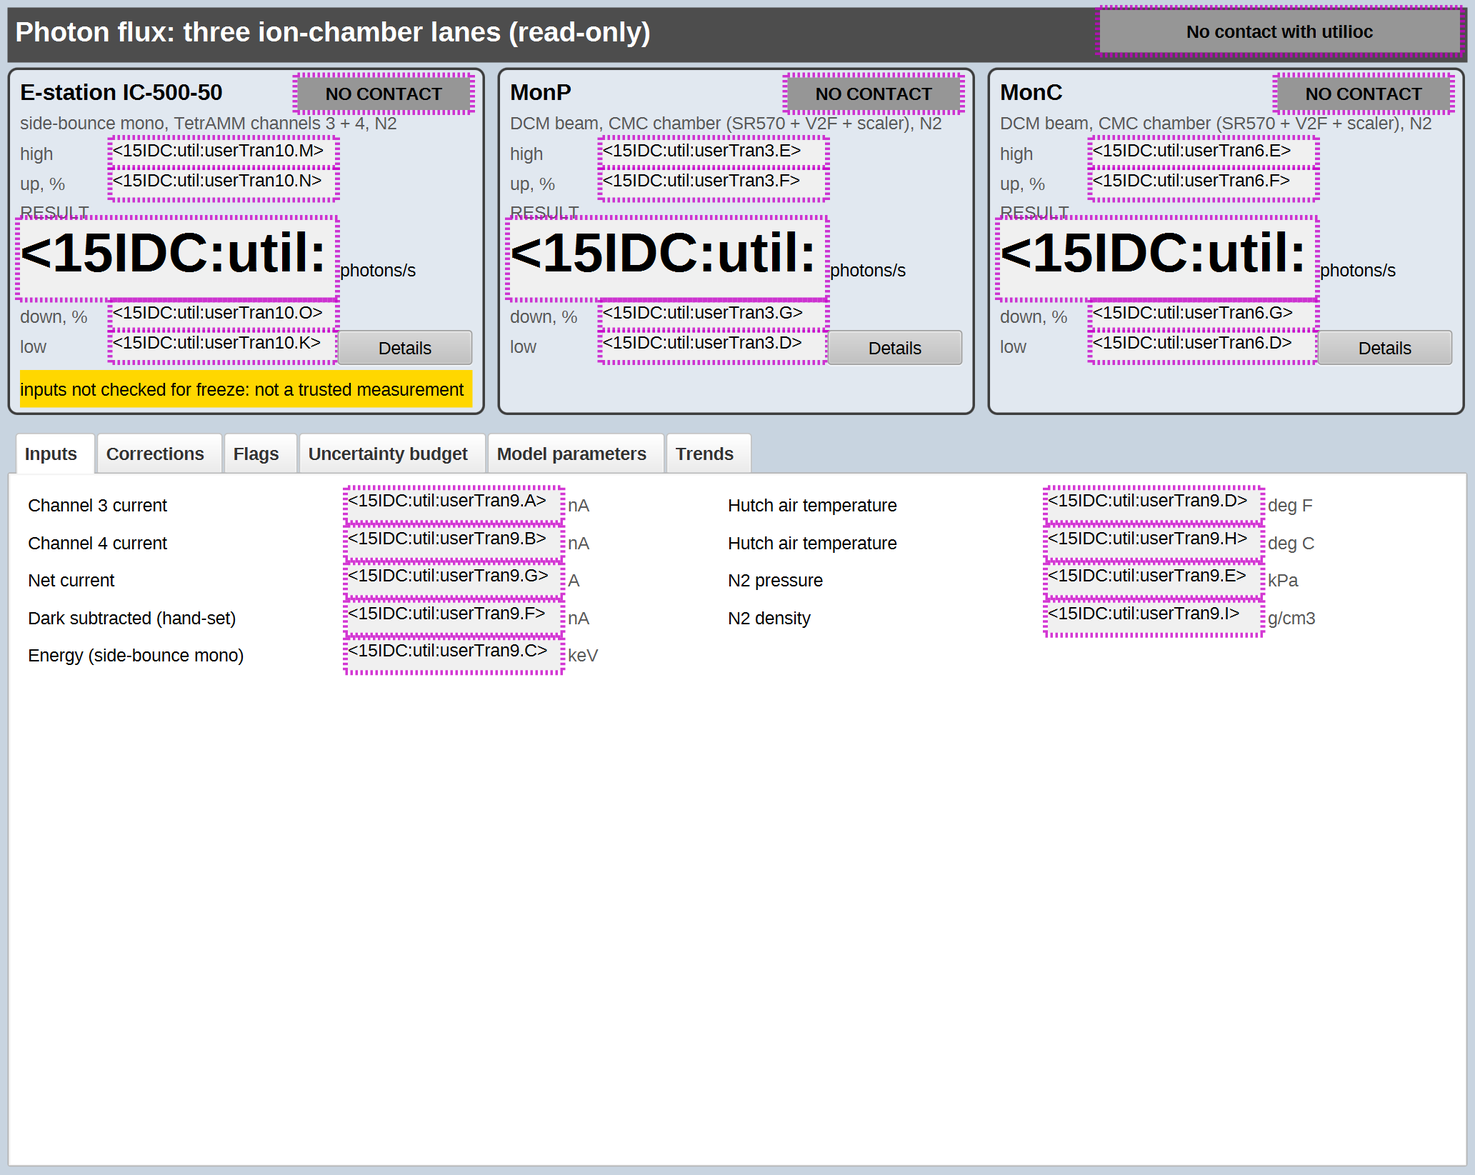 Photon flux: three ion-chamber lanes (read-only)
No contact with utilioc
E-station IC-500-50
NO CONTACT
side-bounce mono, TetrAMM channels 3 + 4, N2
high
<15IDC:util:userTran10.M>
up, %
<15IDC:util:userTran10.N>
RESULT
<15IDC:util:
photons/s
down, %
<15IDC:util:userTran10.O>
low
<15IDC:util:userTran10.K>
Details
inputs not checked for freeze: not a trusted measurement
MonP
NO CONTACT
DCM beam, CMC chamber (SR570 + V2F + scaler), N2
high
<15IDC:util:userTran3.E>
up, %
<15IDC:util:userTran3.F>
RESULT
<15IDC:util:
photons/s
down, %
<15IDC:util:userTran3.G>
low
<15IDC:util:userTran3.D>
Details
MonC
NO CONTACT
DCM beam, CMC chamber (SR570 + V2F + scaler), N2
high
<15IDC:util:userTran6.E>
up, %
<15IDC:util:userTran6.F>
RESULT
<15IDC:util:
photons/s
down, %
<15IDC:util:userTran6.G>
low
<15IDC:util:userTran6.D>
Details
Inputs Corrections Flags Uncertainty budget Model parameters Trends
Channel 3 current <15IDC:util:userTran9.A> nA
Channel 4 current <15IDC:util:userTran9.B> nA
Net current <15IDC:util:userTran9.G> A
Dark subtracted (hand-set) <15IDC:util:userTran9.F> nA
Energy (side-bounce mono) <15IDC:util:userTran9.C> keV
Hutch air temperature <15IDC:util:userTran9.D> deg F
Hutch air temperature <15IDC:util:userTran9.H> deg C
N2 pressure <15IDC:util:userTran9.E> kPa
N2 density <15IDC:util:userTran9.I> g/cm3